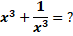 x³ + 1/x³ = ?